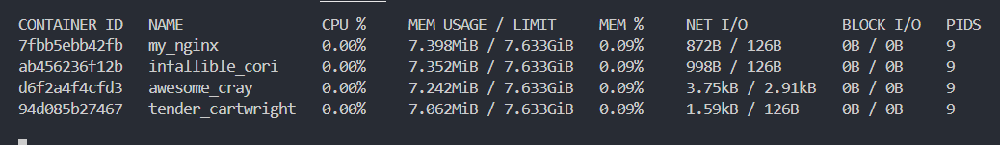 CONTAINER ID NAME CPU % MEM USAGE / LIMIT MEM % NET I/O BLOCK I/O PIDS
7fbb5ebb42fb my_nginx 0.00% 7.398MiB / 7.633GiB 0.09% 872B / 126B 0B / 0B 9
ab456236f12b infallible_cori 0.00% 7.352MiB / 7.633GiB 0.09% 998B / 126B 0B / 0B 9
d6f2a4f4cfd3 awesome_cray 0.00% 7.242MiB / 7.633GiB 0.09% 3.75kB / 2.91kB 0B / 0B 9
94d085b27467 tender_cartwright 0.00% 7.062MiB / 7.633GiB 0.09% 1.59kB / 126B 0B / 0B 9